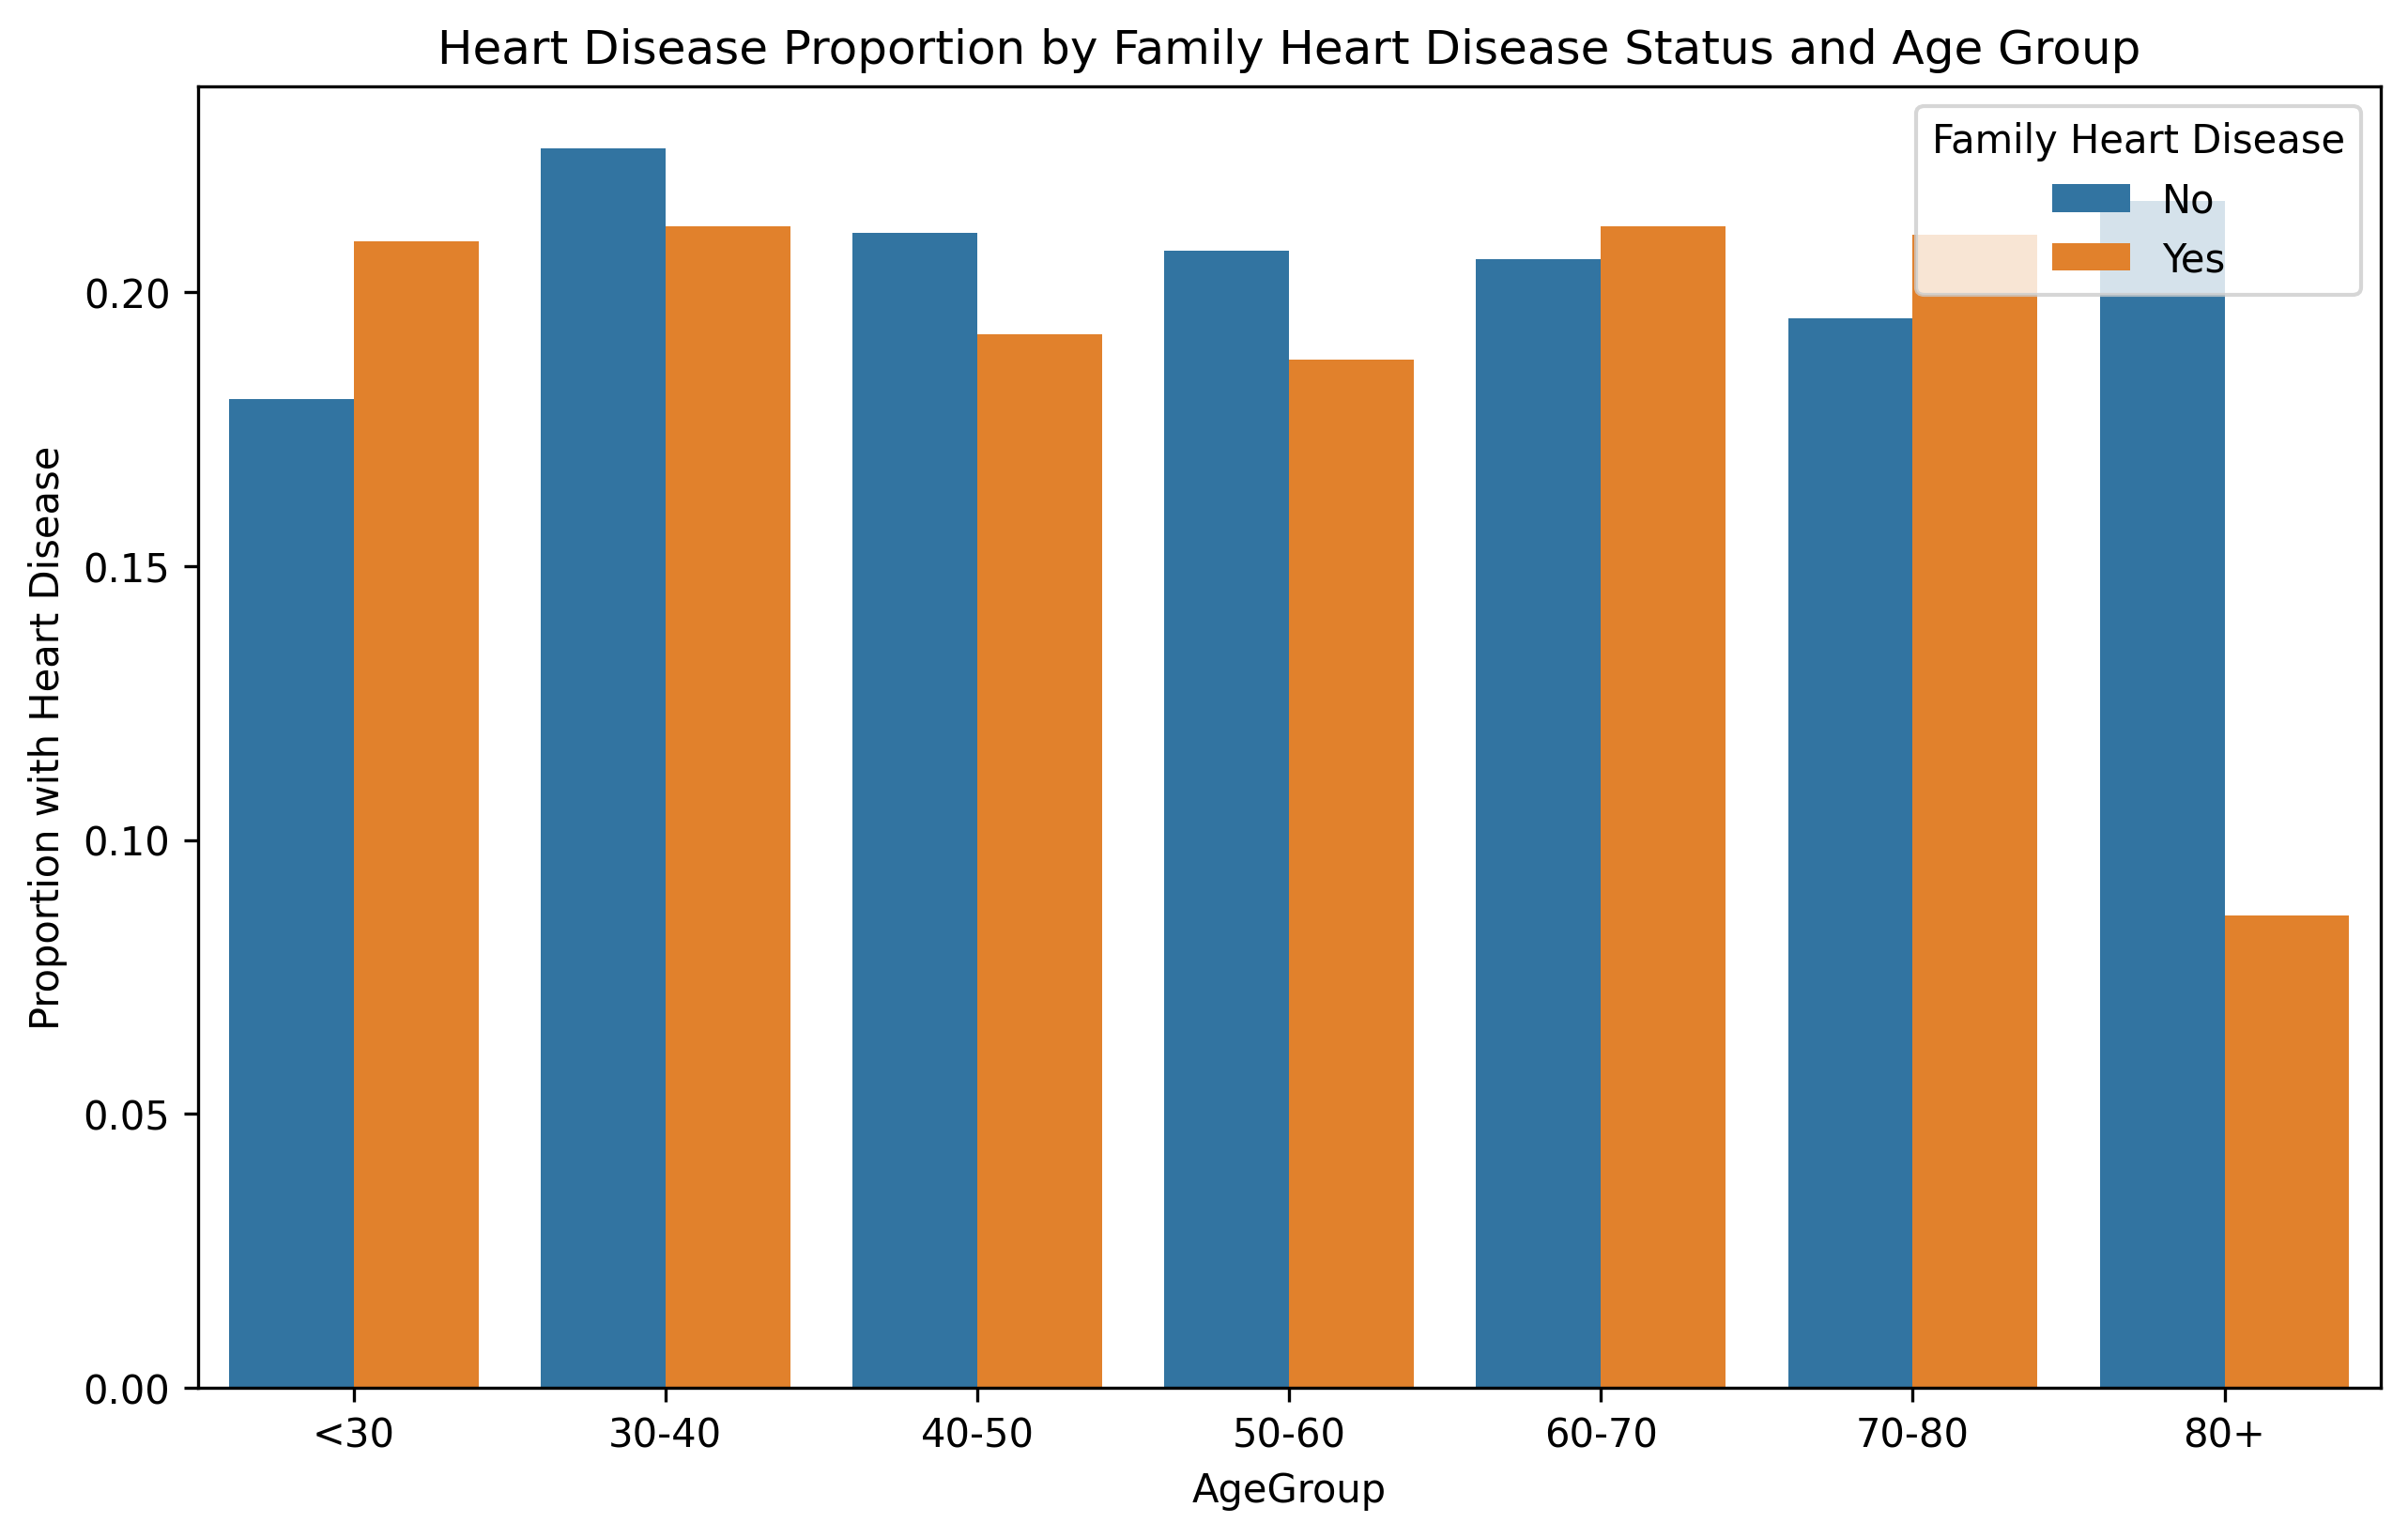 Heart Disease Proportion by Family Heart Disease Status and Age Group
Family Heart Disease
No
Yes
Proportion with Heart Disease
0.20
0.15
0.10
0.05
0.00
<30
30-40
40-50
50-60
60-70
70-80
80+
AgeGroup